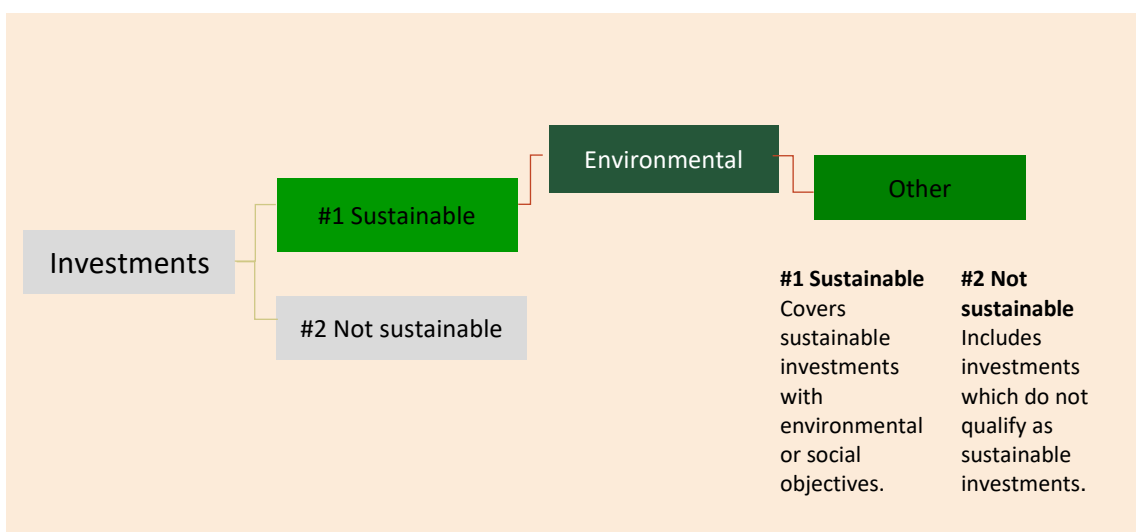 Environmental
Other
#1 Sustainable
Investments
#2 Not sustainable
#1 Sustainable
Covers
sustainable
investments
with
environmental
or social
objectives.
#2 Not
sustainable
Includes
investments
which do not
qualify as
sustainable
investments.